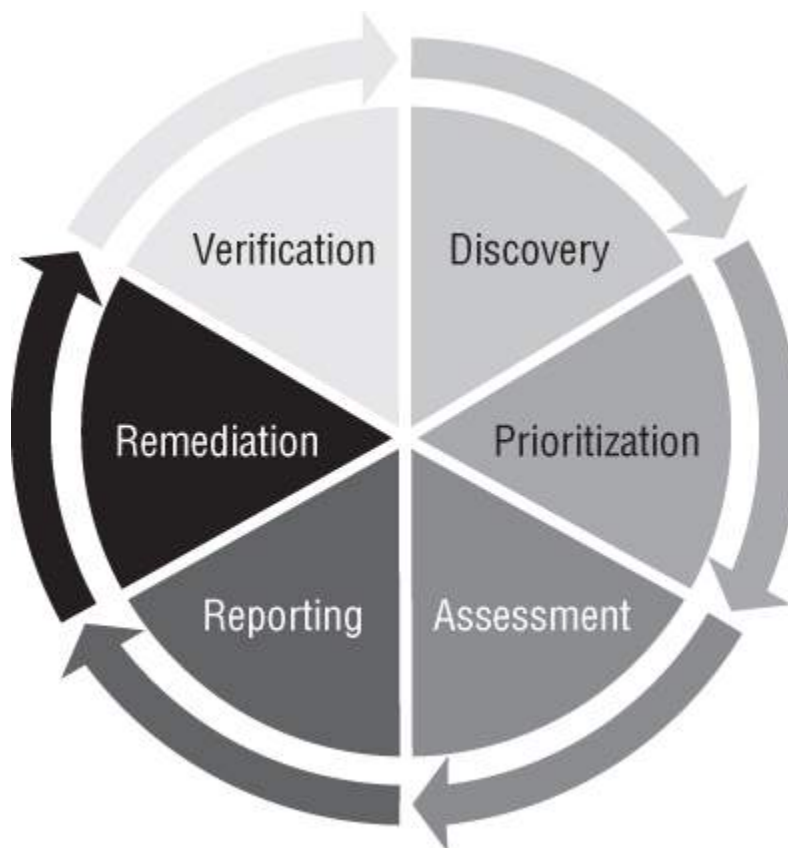 Verification
Discovery
Remediation
Prioritization
Reporting
Assessment